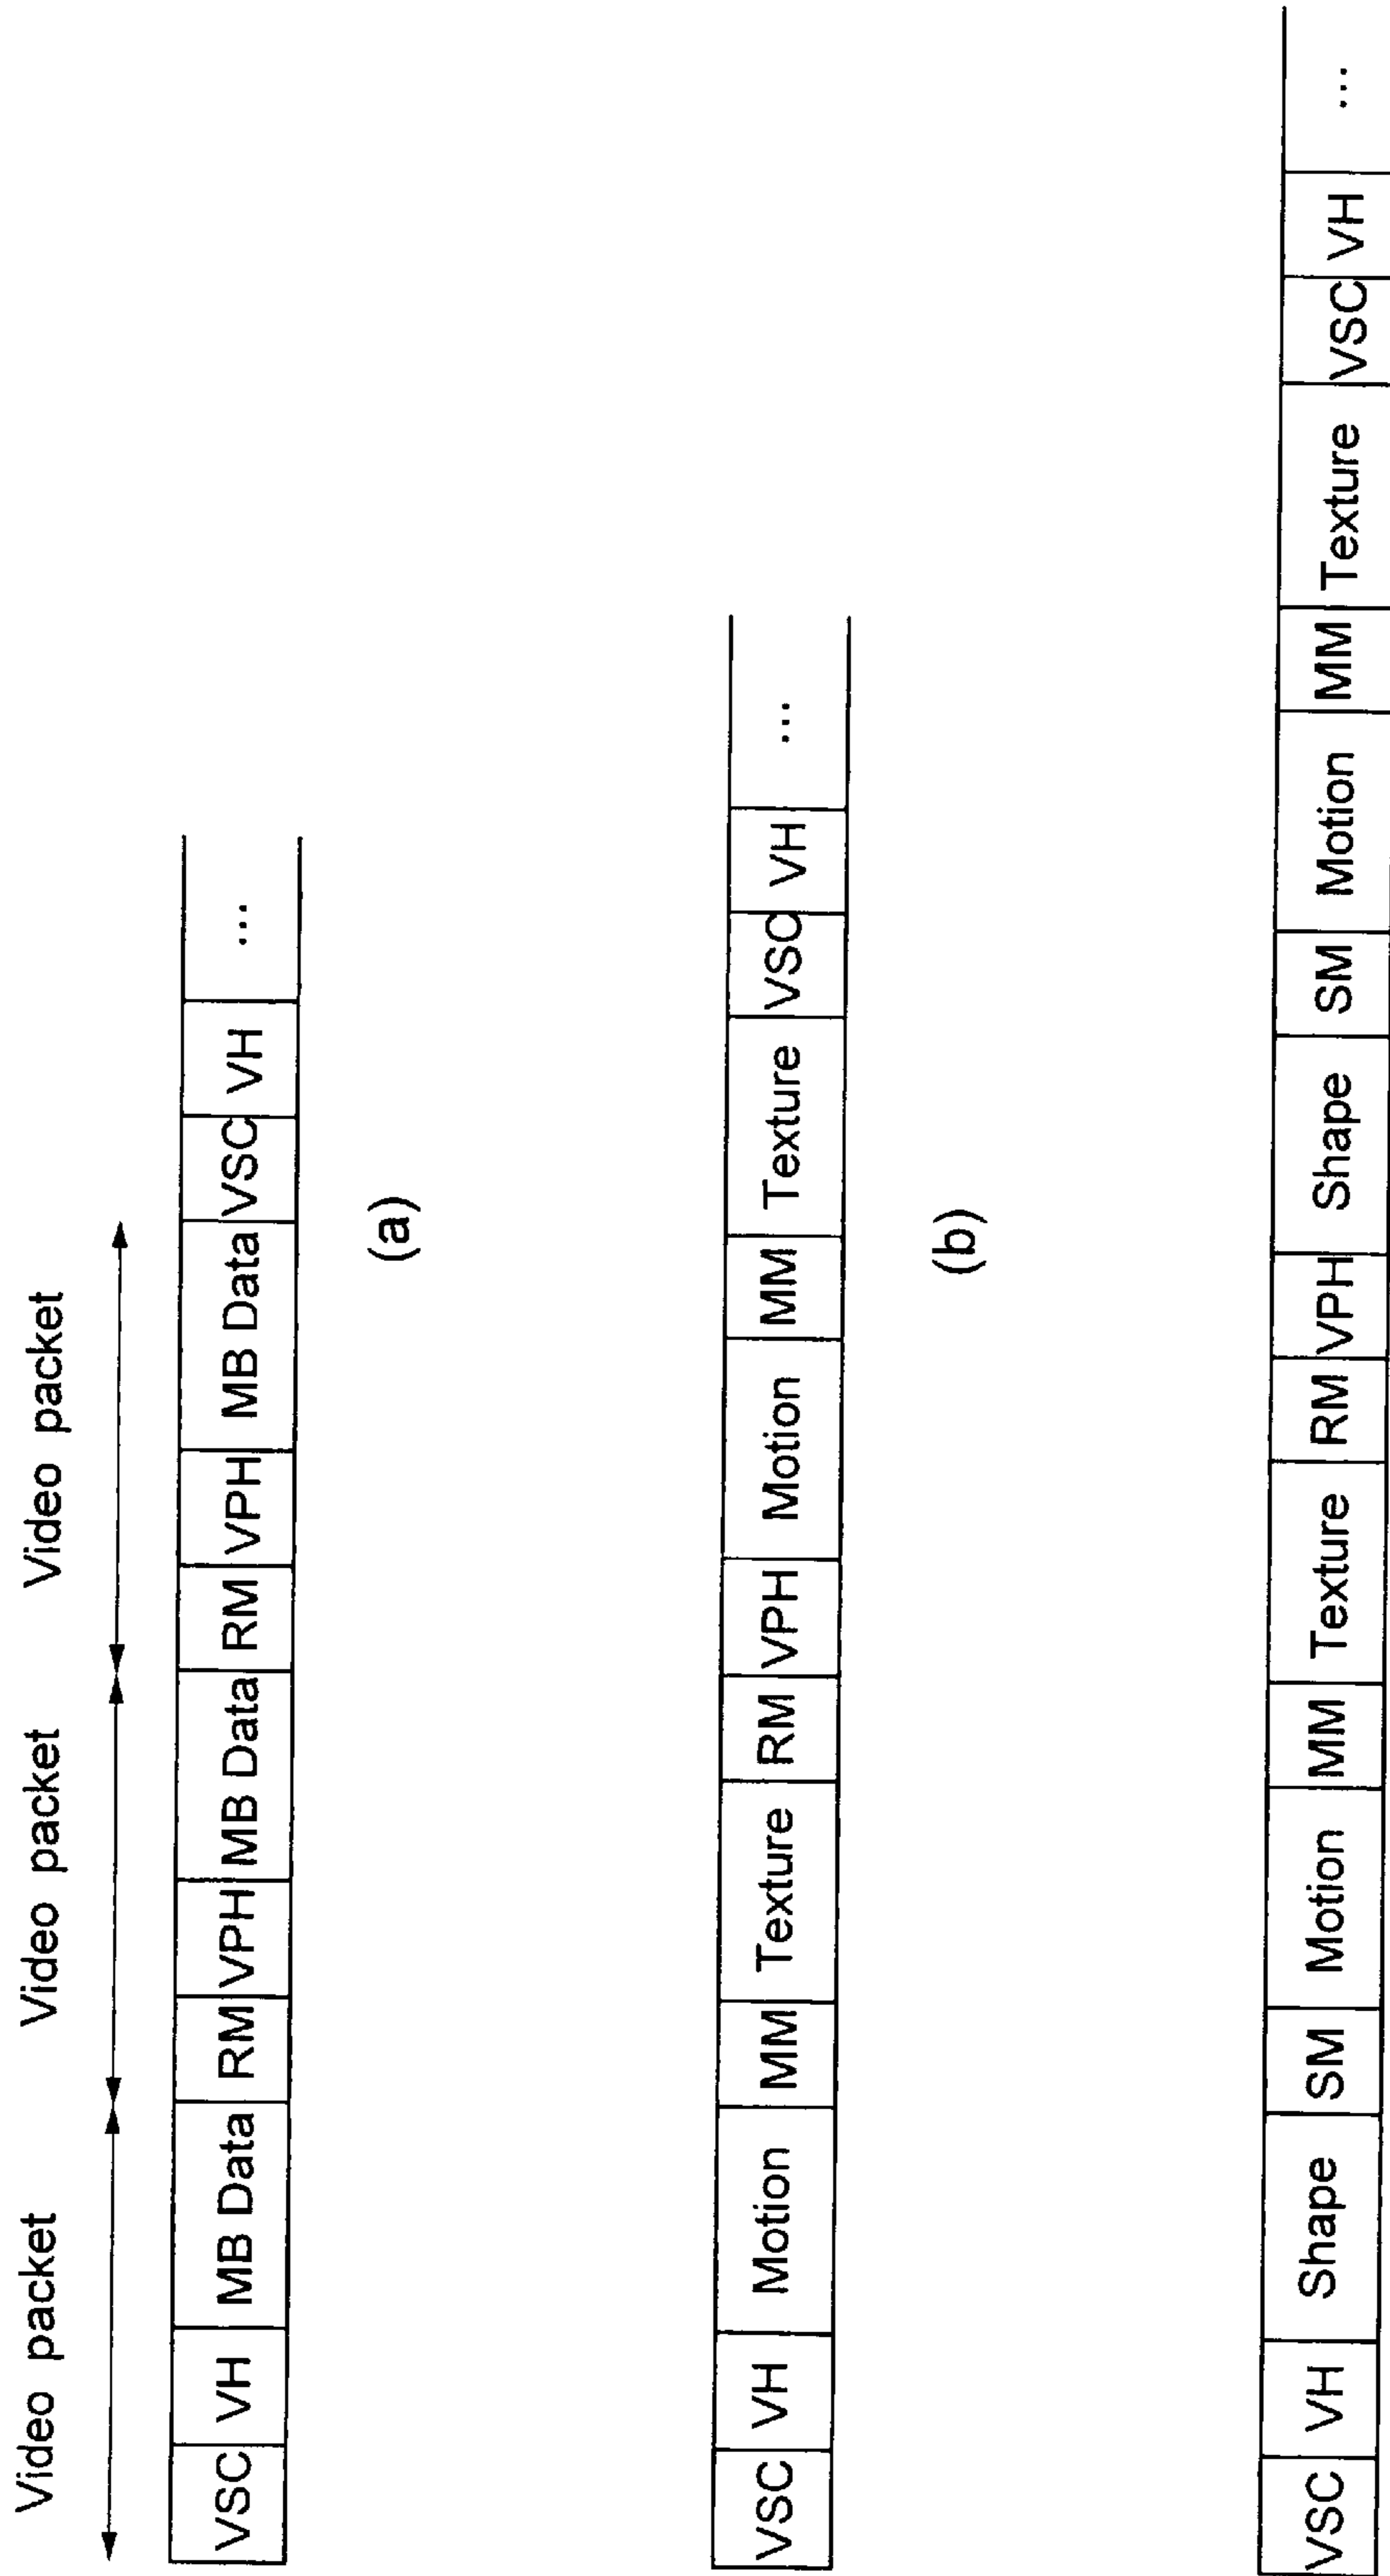 Video packet Video packet Video packet
VSC VH MB Data RM VPH MB Data RM VPH MB Data VSC VH ...
(a)
VSC VH Motion MM Texture RM VPH Motion MM Texture VSC VH ...
(b)
VSC VH Shape SM Motion MM Texture RM VPH Shape SM Motion MM Texture VSC VH ...